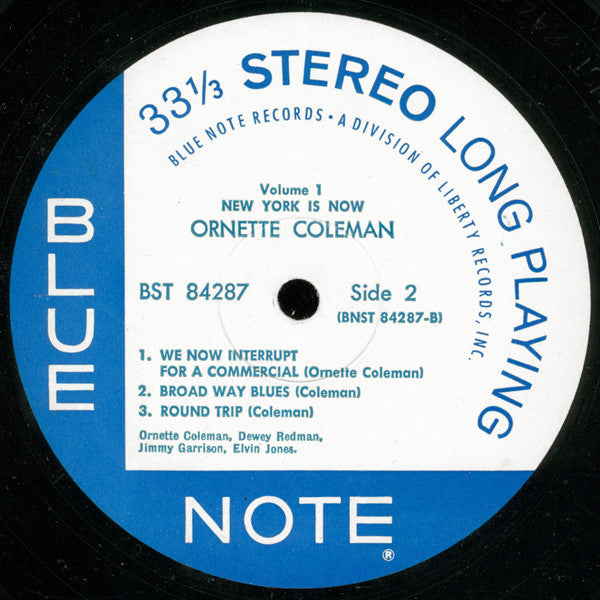 33⅓ STEREO LONG PLAYING
BLUE NOTE RECORDS • A DIVISION OF LIBERTY RECORDS, INC.
Volume 1
NEW YORK IS NOW
ORNETTE COLEMAN
BST 84287
Side 2
(BNST 84287-B)
1. WE NOW INTERRUPT
FOR A COMMERCIAL (Ornette Coleman)
2. BROAD WAY BLUES (Coleman)
3. ROUND TRIP (Coleman)
Ornette Coleman, Dewey Redman,
Jimmy Garrison, Elvin Jones.
BLUE
NOTE®